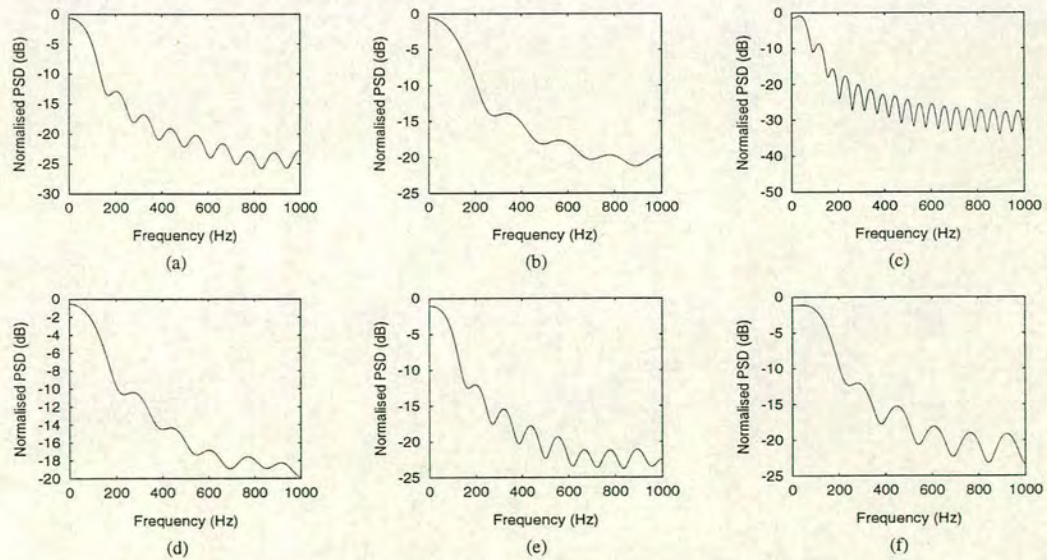 Normalised PSD (dB)
0
-5
-10
-15
-20
-25
-30
0 200 400 600 800 1000
Frequency (Hz)
(a)
Normalised PSD (dB)
0
-5
-10
-15
-20
-25
0 200 400 600 800 1000
Frequency (Hz)
(b)
Normalised PSD (dB)
0
-10
-20
-30
-40
-50
0 200 400 600 800 1000
Frequency (Hz)
(c)
Normalised PSD (dB)
0
-2
-4
-6
-8
-10
-12
-14
-16
-18
-20
0 200 400 600 800 1000
Frequency (Hz)
(d)
Normalised PSD (dB)
0
-5
-10
-15
-20
-25
0 200 400 600 800 1000
Frequency (Hz)
(e)
Normalised PSD (dB)
0
-5
-10
-15
-20
-25
0 200 400 600 800 1000
Frequency (Hz)
(f)